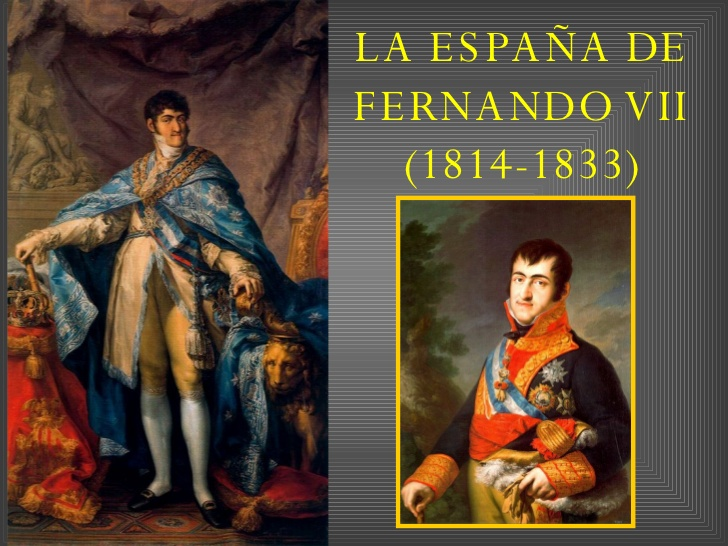 LA ESPAÑA DE
FERNANDO VII
(1814-1833)